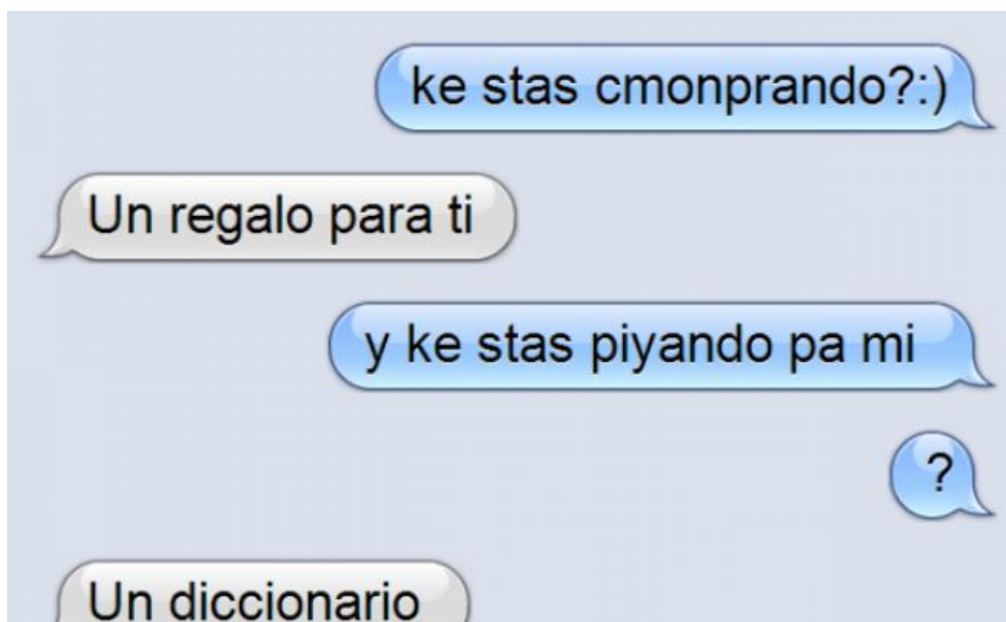 ke stas cmonprando?:)
Un regalo para ti
y ke stas piyando pa mi
?
Un diccionario